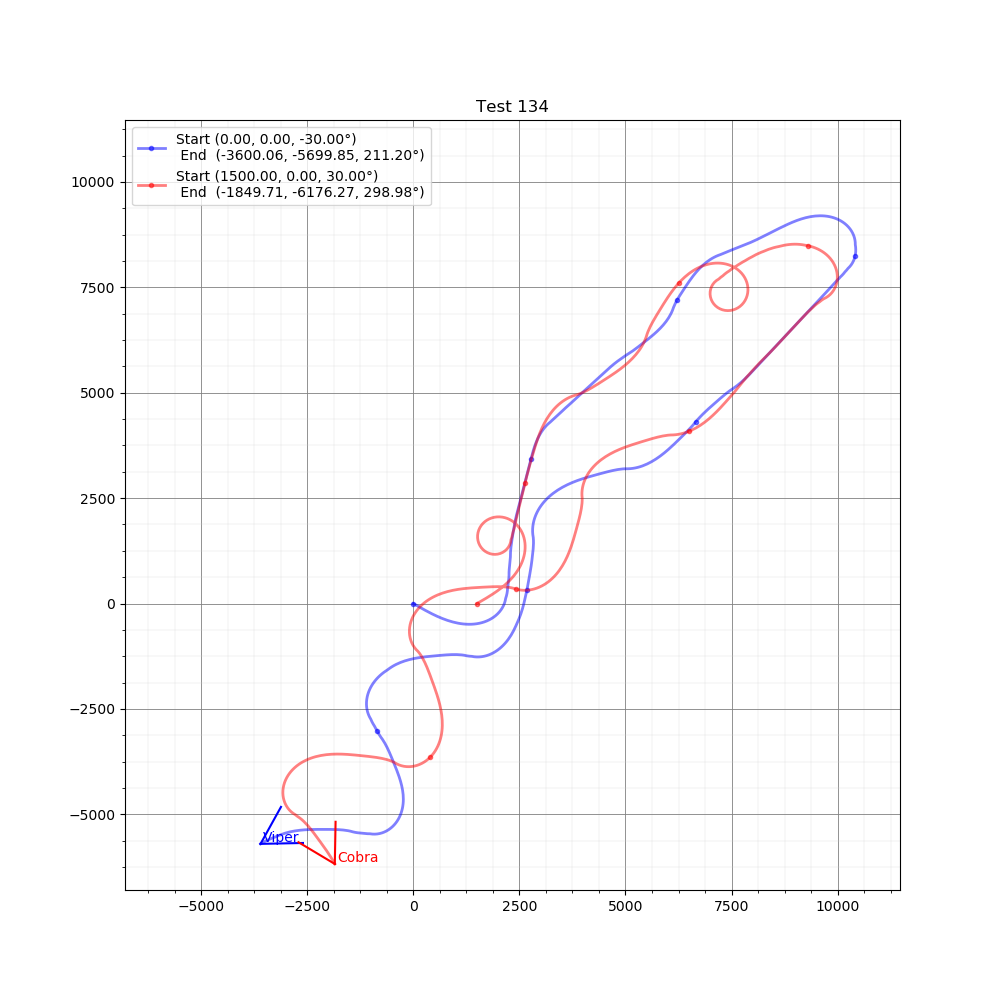 Test 134
Start (0.00, 0.00, -30.00°)
End  (-3600.06, -5699.85, 211.20°)
Start (1500.00, 0.00, 30.00°)
End  (-1849.71, -6176.27, 298.98°)
10000
7500
5000
2500
0
−2500
−5000
Viper
Cobra
−5000 −2500 0 2500 5000 7500 10000